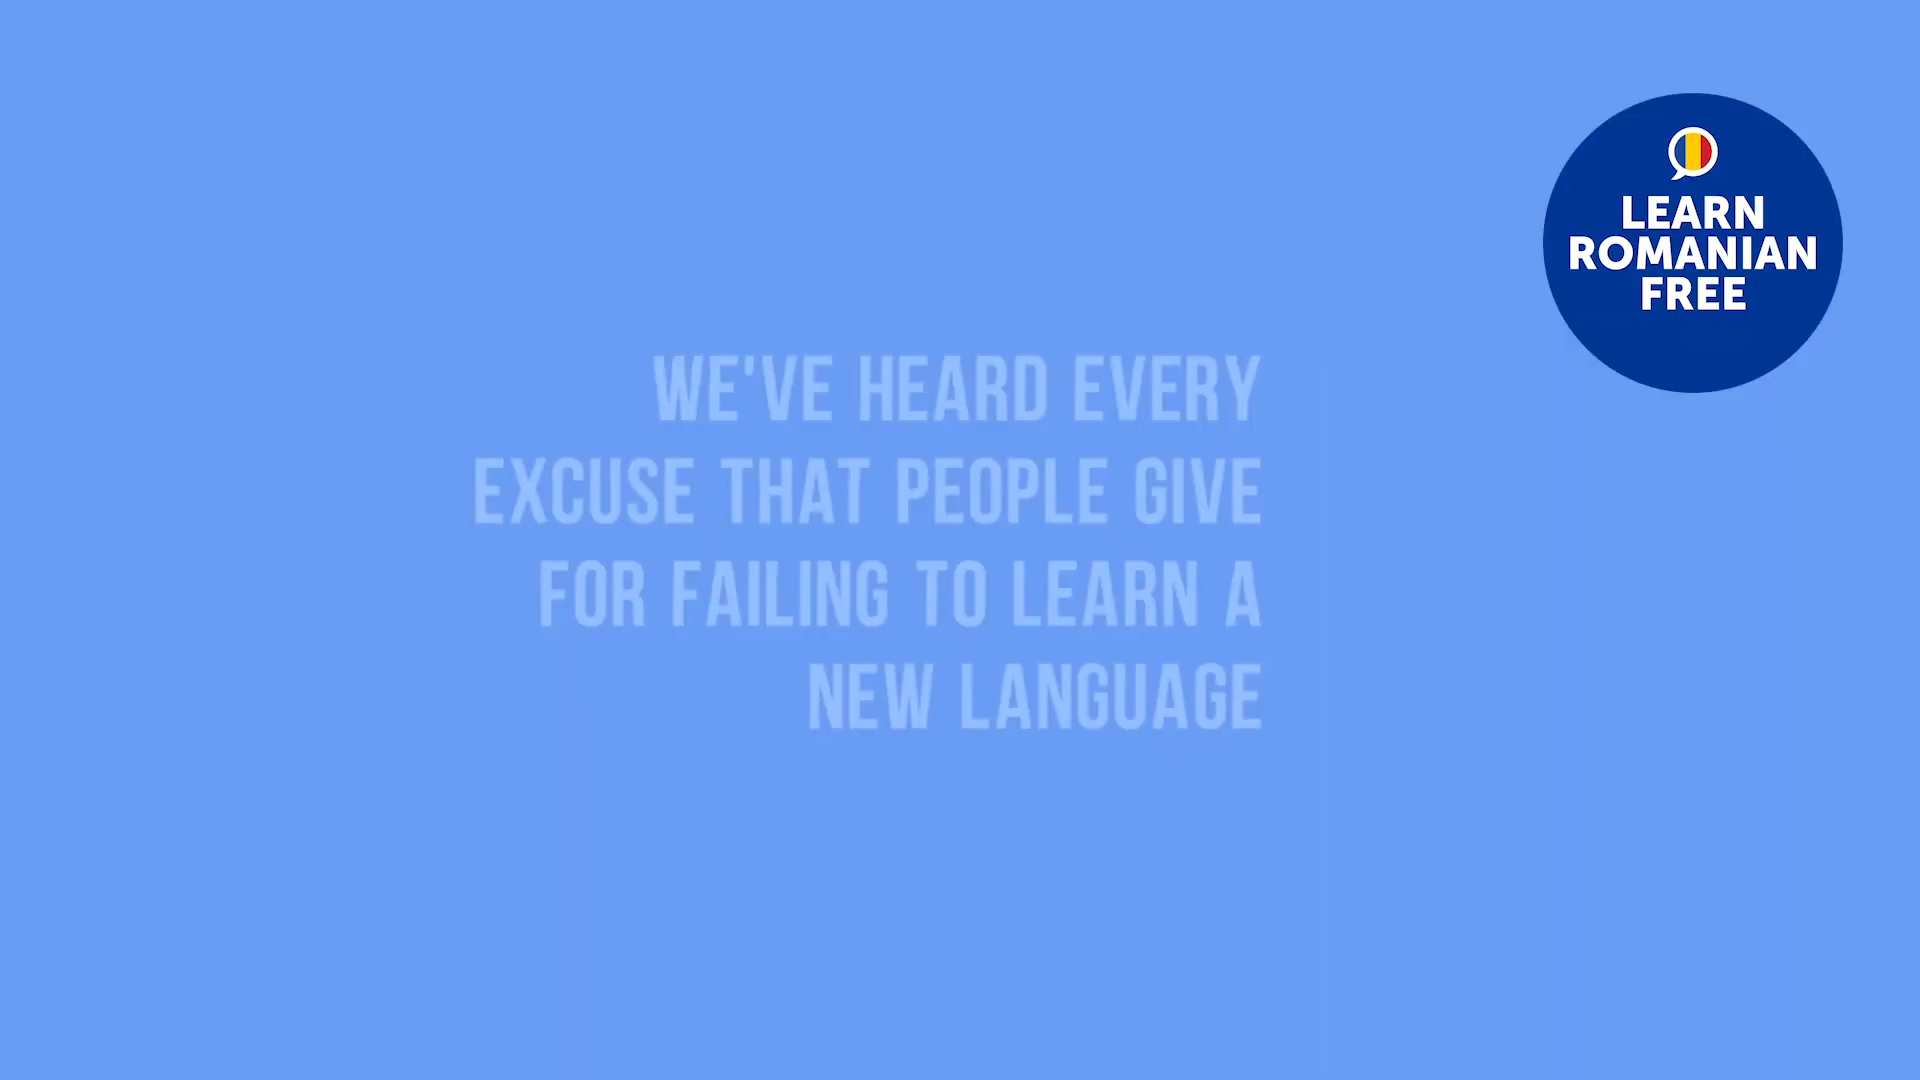 WE'VE HEARD EVERY
EXCUSE THAT PEOPLE GIVE
FOR FAILING TO LEARN A
NEW LANGUAGE
LEARN
ROMANIAN
FREE